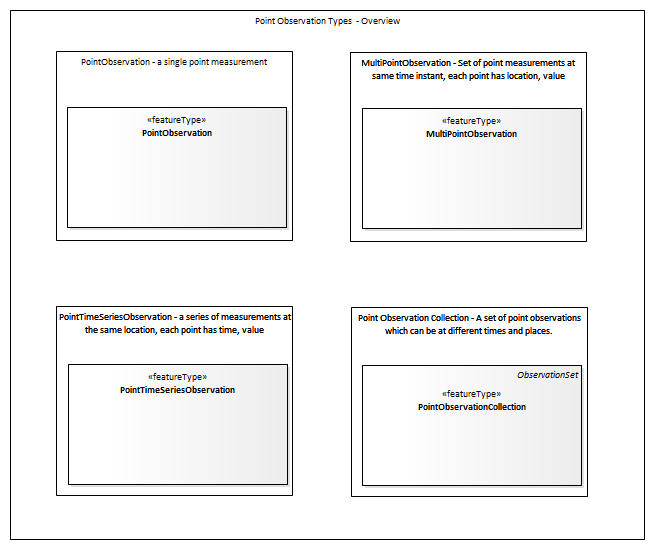 Point Observation Types - Overview
PointObservation - a single point measurement
«featureType»
PointObservation
MultiPointObservation - Set of point measurements at
same time instant, each point has location, value
«featureType»
MultiPointObservation
PointTimeSeriesObservation - a series of measurements at
the same location, each point has time, value
«featureType»
PointTimeSeriesObservation
Point Observation Collection - A set of point observations
which can be at different times and places.
ObservationSet
«featureType»
PointObservationCollection